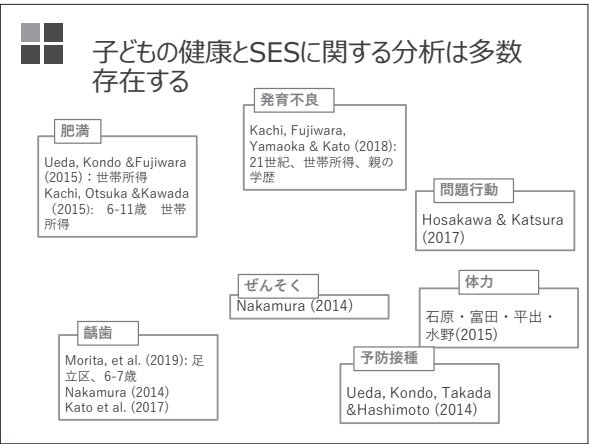 子どもの健康とSESに関する分析は多数
存在する
肥満
Ueda, Kondo &Fujiwara
(2015)：世帯所得
Kachi, Otsuka &Kawada
（2015):　6-11歳　世帯
所得
発育不良
Kachi, Fujiwara,
Yamaoka & Kato (2018):
21世紀、世帯所得、親の
学歴
問題行動
Hosakawa & Katsura
(2017)
ぜんそく
Nakamura (2014)
体力
石原・富田・平出・
水野(2015)
齲歯
Morita, et al. (2019): 足
立区、6-7歳
Nakamura (2014)
Kato et al. (2017)
予防接種
Ueda, Kondo, Takada
&Hashimoto (2014)